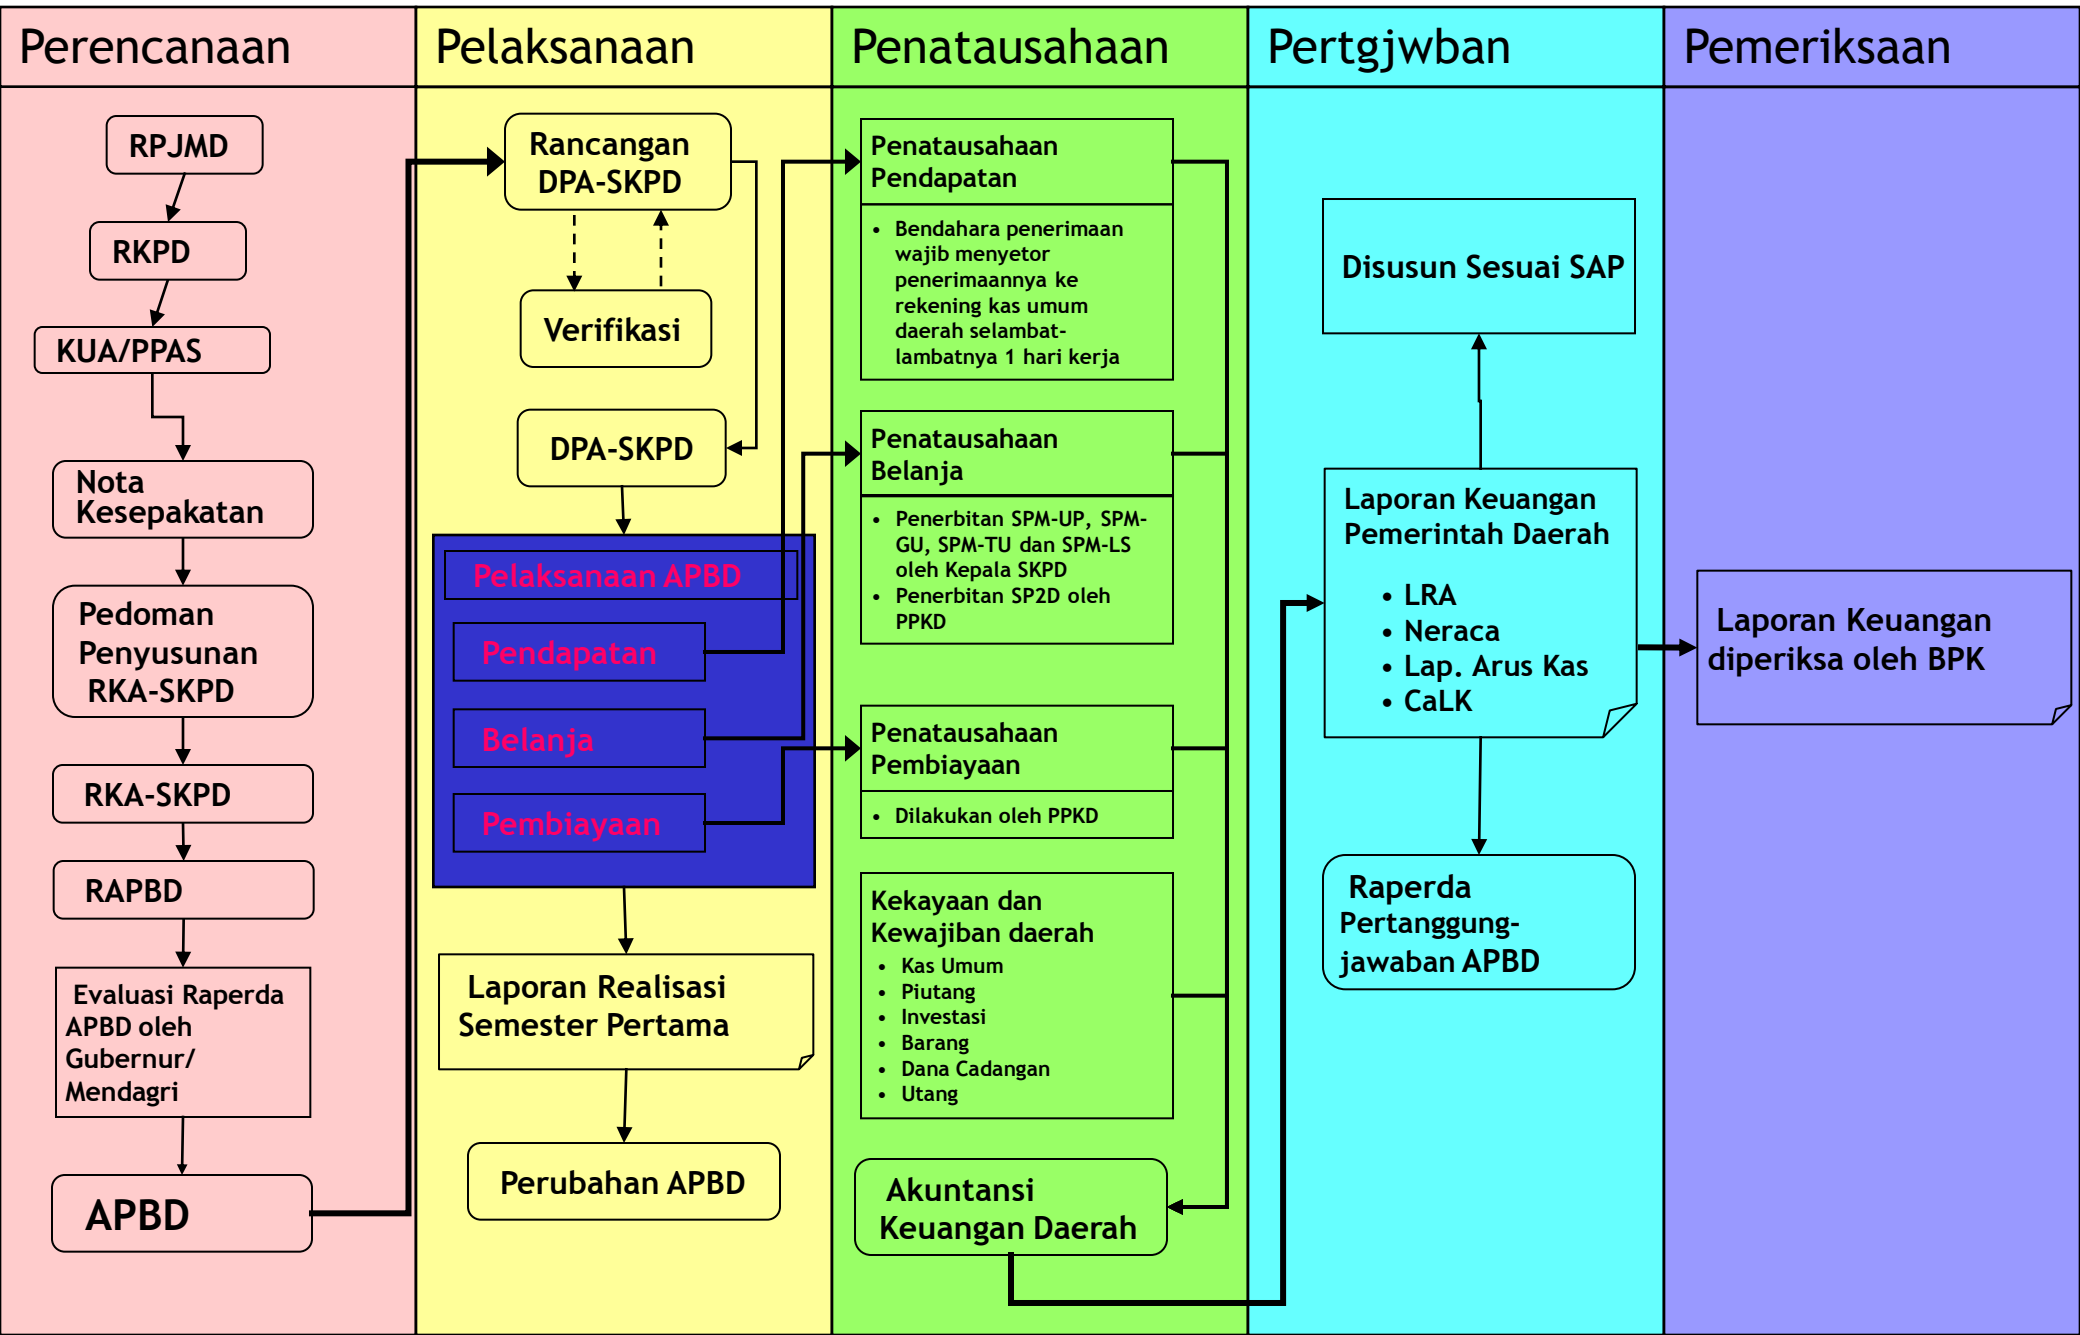 Perencanaan
Pelaksanaan
Penatausahaan
Pertgjwban
Pemeriksaan
RPJMD
RKPD
KUA/PPAS
Nota
Kesepakatan
Pedoman
Penyusunan
RKA-SKPD
RKA-SKPD
RAPBD
Evaluasi Raperda
APBD oleh
Gubernur/
Mendagri
APBD
Rancangan
DPA-SKPD
Verifikasi
DPA-SKPD
Pelaksanaan APBD
Pendapatan
Belanja
Pembiayaan
Laporan Realisasi
Semester Pertama
Perubahan APBD
Penatausahaan
Pendapatan
• Bendahara penerimaan
wajib menyetor
penerimaannya ke
rekening kas umum
daerah selambat-
lambatnya 1 hari kerja
Penatausahaan
Belanja
• Penerbitan SPM-UP, SPM-
GU, SPM-TU dan SPM-LS
oleh Kepala SKPD
• Penerbitan SP2D oleh
PPKD
Penatausahaan
Pembiayaan
• Dilakukan oleh PPKD
Kekayaan dan
Kewajiban daerah
• Kas Umum
• Piutang
• Investasi
• Barang
• Dana Cadangan
• Utang
Akuntansi
Keuangan Daerah
Disusun Sesuai SAP
Laporan Keuangan
Pemerintah Daerah
• LRA
• Neraca
• Lap. Arus Kas
• CaLK
Raperda
Pertanggung-
jawaban APBD
Laporan Keuangan
diperiksa oleh BPK